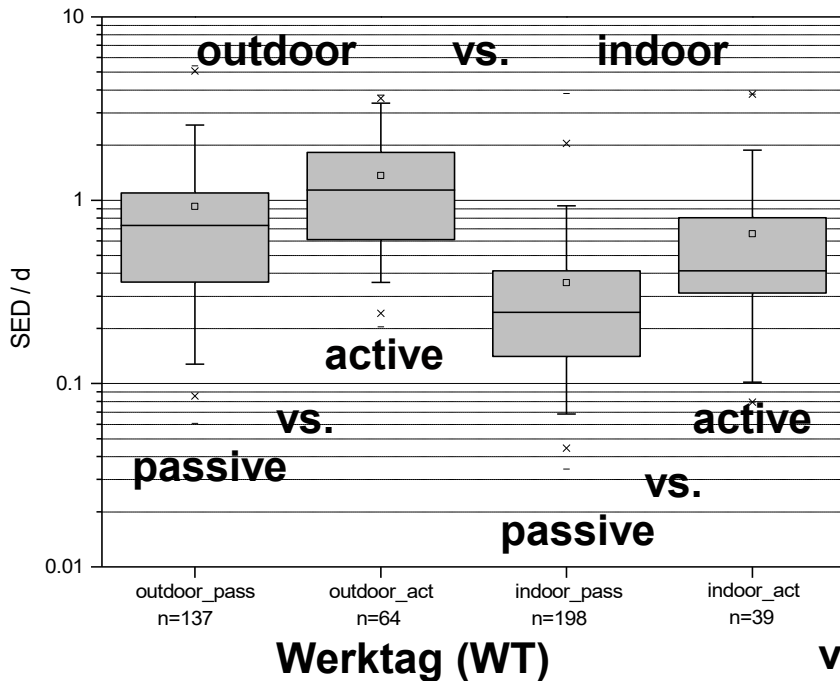 10
outdoor vs. indoor
1
SED / d
active
0.1
vs.
active
passive
vs.
passive
0.01
outdoor_pass outdoor_act indoor_pass indoor_act
n=137 n=64 n=198 n=39
Werktag (WT) v